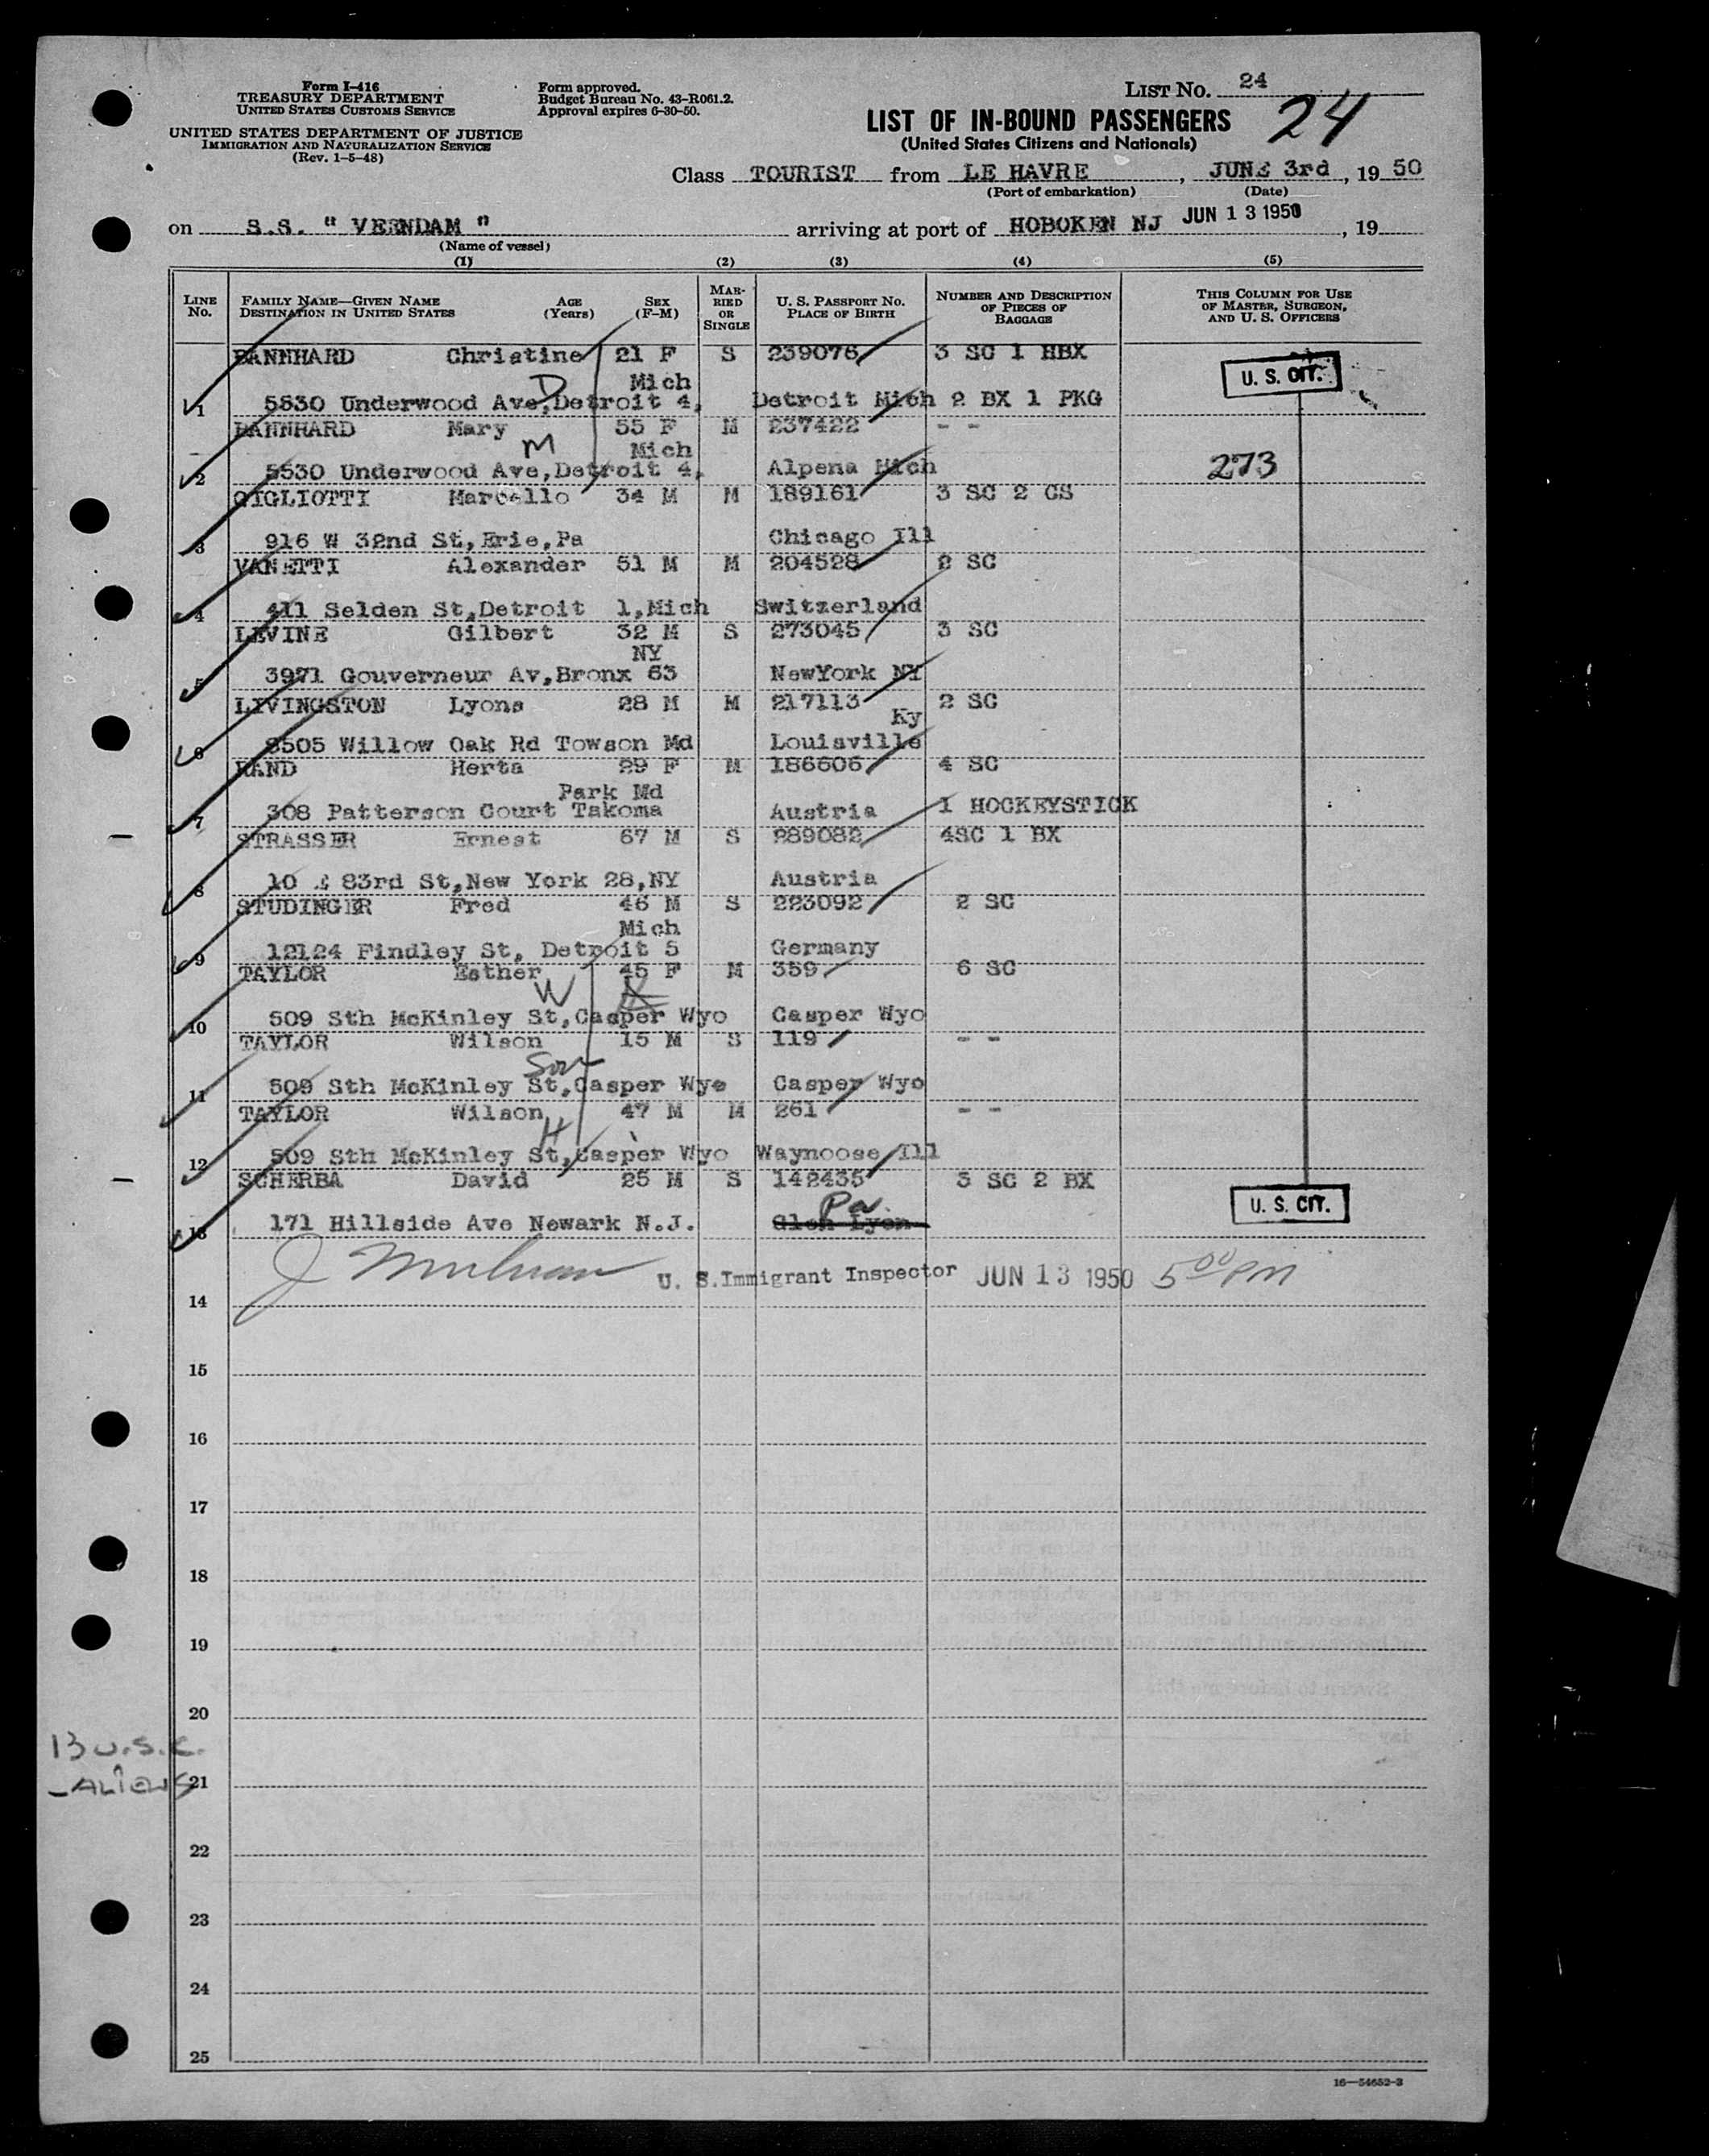 Form I-416
TREASURY DEPARTMENT
UNITED STATES CUSTOMS SERVICE
UNITED STATES DEPARTMENT OF JUSTICE
IMMIGRATION AND NATURALIZATION SERVICE
(Rev. 1-5-48)
Form approved.
Budget Bureau No. 43-R061.2.
Approval expires 6-30-50.
LIST NO. 24
LIST OF IN-BOUND PASSENGERS 24
(United States Citizens and Nationals)
Class TOURIST from LE HAVRE, JUNE 3rd, 19 50
(Port of embarkation) (Date)
on S.S. " VEENDAM " arriving at port of HOBOKEN NJ JUN 13 1950, 19
(Name of vessel)
(1) (2) (3) (4) (5)
LINE No.
FAMILY NAME—GIVEN NAME
DESTINATION IN UNITED STATES
AGE (Years)
SEX (F-M)
MARRIED OR SINGLE
U. S. PASSPORT NO.
PLACE OF BIRTH
NUMBER AND DESCRIPTION OF PIECES OF BAGGAGE
THIS COLUMN FOR USE OF MASTER, SURGEON, AND U. S. OFFICERS
BANNHARD Christine 21 F S 239076 3 SC 1 HBX
U. S. CIT.
D Mich
1 5530 Underwood Ave,Detroit 4, Detroit Mich 2 BX 1 PKG
BANNHARD Mary 55 F M 237422 - -
M Mich
2 5530 Underwood Ave,Detroit 4, Alpena Mich 273
GIGLIOTTI Marcello 34 M M 189161 3 SC 2 CS
3 916 W 32nd St,Erie,Pa Chicago Ill
VANETTI Alexander 51 M M 204528 2 SC
4 411 Selden St,Detroit 1,Mich Switzerland
LEVINE Gilbert 32 M S 273045 3 SC
NY
5 3971 Gouverneur Av,Bronx 63 NewYork NY
LIVINGSTON Lyons 28 M M 217113 2 SC
Ky
6 8505 Willow Oak Rd Towson Md Louisville
RAND Herta 29 F M 186606 4 SC
Park Md
7 308 Patterson Court Takoma Austria 1 HOCKEYSTICK
STRASSER Ernest 67 M S 289082 4SC 1 BX
8 10 E 83rd St,New York 28,NY Austria
STUDINGER Fred 46 M S 223092 2 SC
Mich
9 12124 Findley St, Detroit 5 Germany
TAYLOR Esther 45 F M 359 6 SC
W
10 509 Sth McKinley St,Casper Wyo Casper Wyo
TAYLOR Wilson 15 M S 119 - -
Son
11 509 Sth McKinley St,Casper Wyo Casper Wyo
TAYLOR Wilson 47 M M 261 - -
H
12 509 Sth McKinley St,Casper Wyo Waynoose Ill
SCHERBA David 25 M S 142435 3 SC 2 BX
Pa.
U. S. CIT.
13 171 Hillside Ave Newark N.J. Glen Lyon
U. S.Immigrant Inspector JUN 13 1950 5 00 PM
14
15
16
17
18
19
20
13 U.S.C.
- ALIENS
21
22
23
24
25
16—54652-3